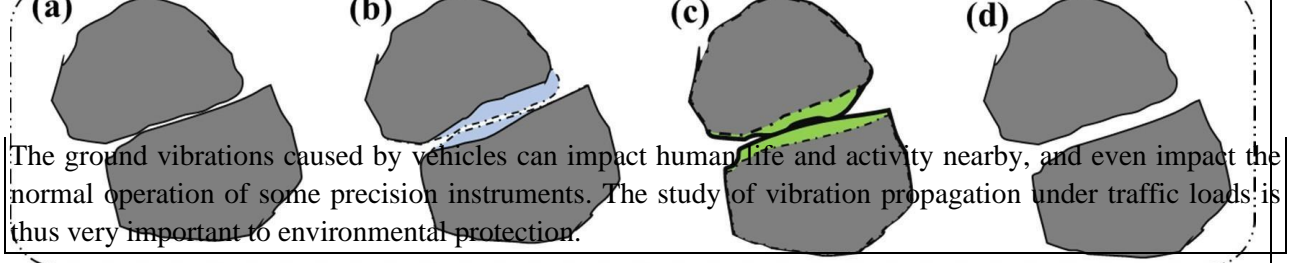 (a) (b) (c) (d)
The ground vibrations caused by vehicles can impact human life and activity nearby, and even impact the
normal operation of some precision instruments. The study of vibration propagation under traffic loads is
thus very important to environmental protection.